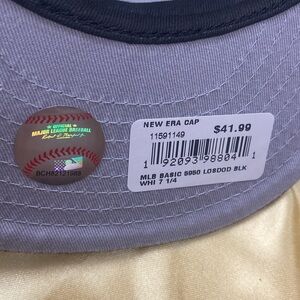 OFFICIAL
MAJOR LEAGUE BASEBALL
BCH82121988
NEW ERA CAP
11591149
$41.99
1 92093 98804 1
MLB BASIC 5950 LOSDOD BLK
WHI 7 1/4